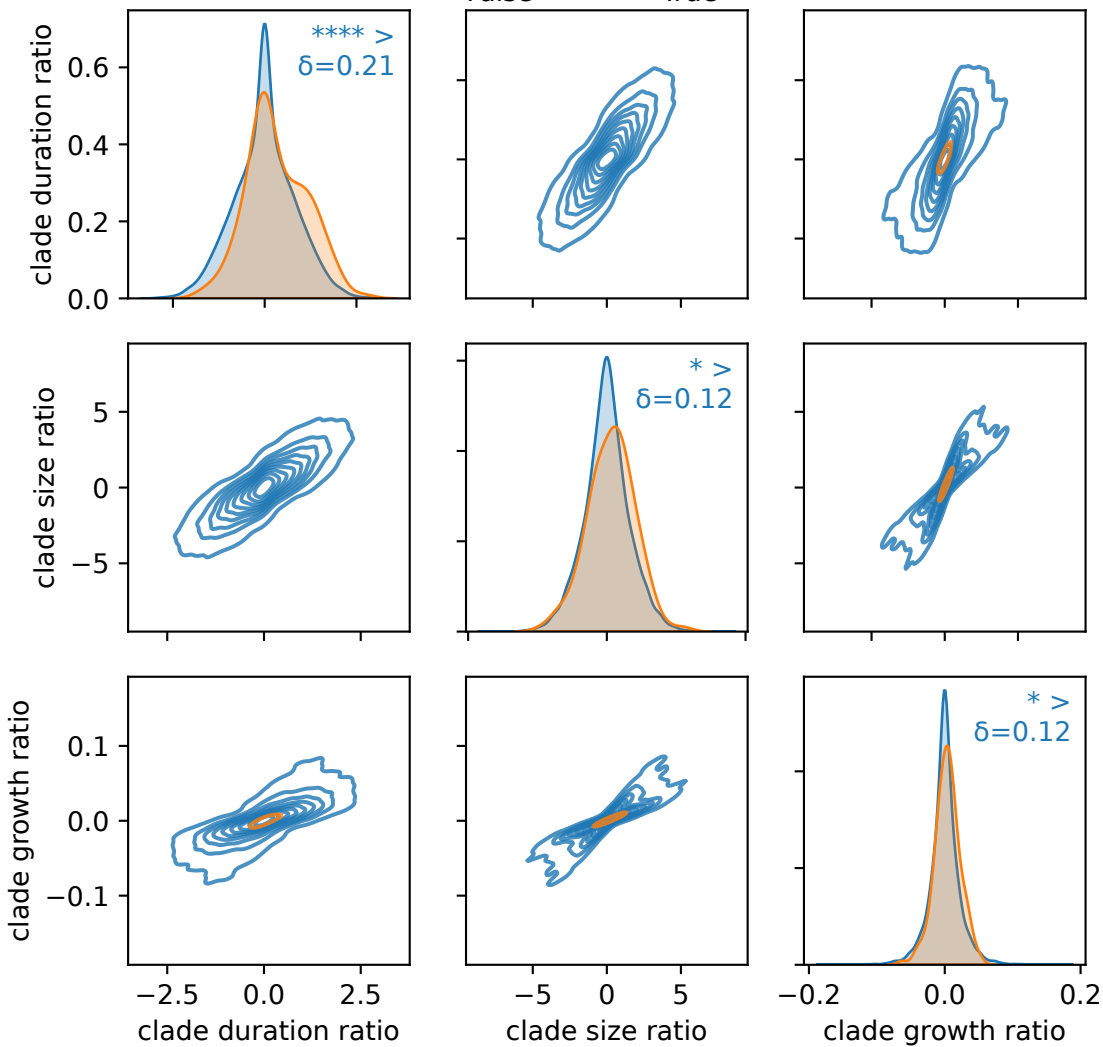 **** >
δ=0.21
clade duration ratio
0.6
0.4
0.2
0.0
* >
δ=0.12
clade size ratio
5
0
−5
* >
δ=0.12
clade growth ratio
0.1
0.0
−0.1
−2.5 0.0 2.5
−5 0 5
−0.2 0.0 0.2
clade duration ratio
clade size ratio
clade growth ratio